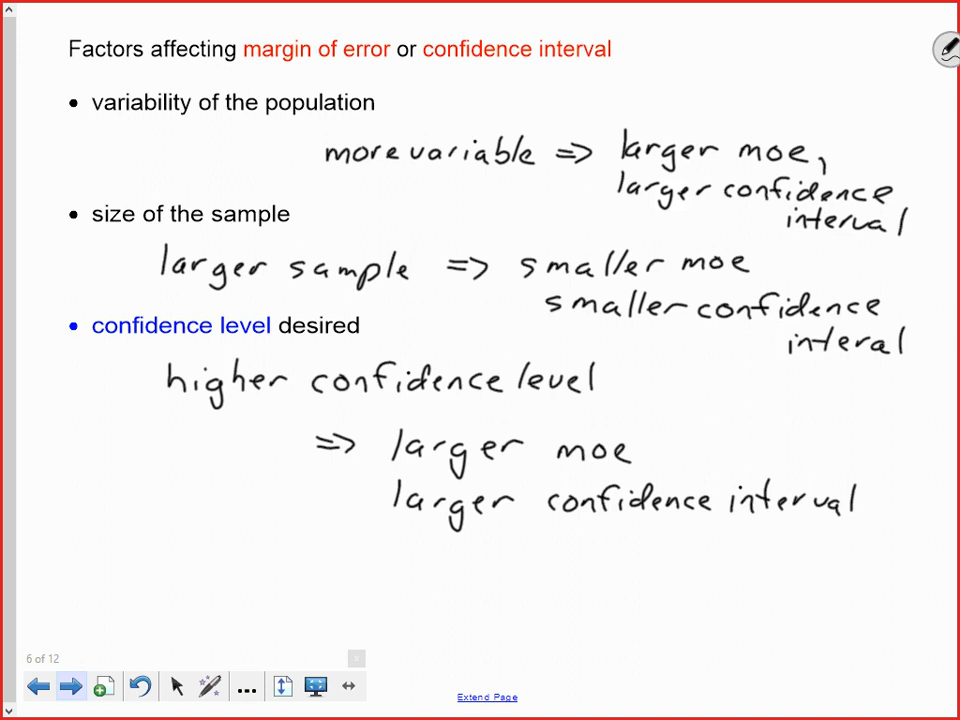 Factors affecting margin of error or confidence interval
• variability of the population
more variable => larger moe,
larger confidence
interval
• size of the sample
larger sample => smaller moe
smaller confidence
interal
• confidence level desired
higher confidence level
=> larger moe
larger confidence interval
6 of 12
x
...
Extend Page